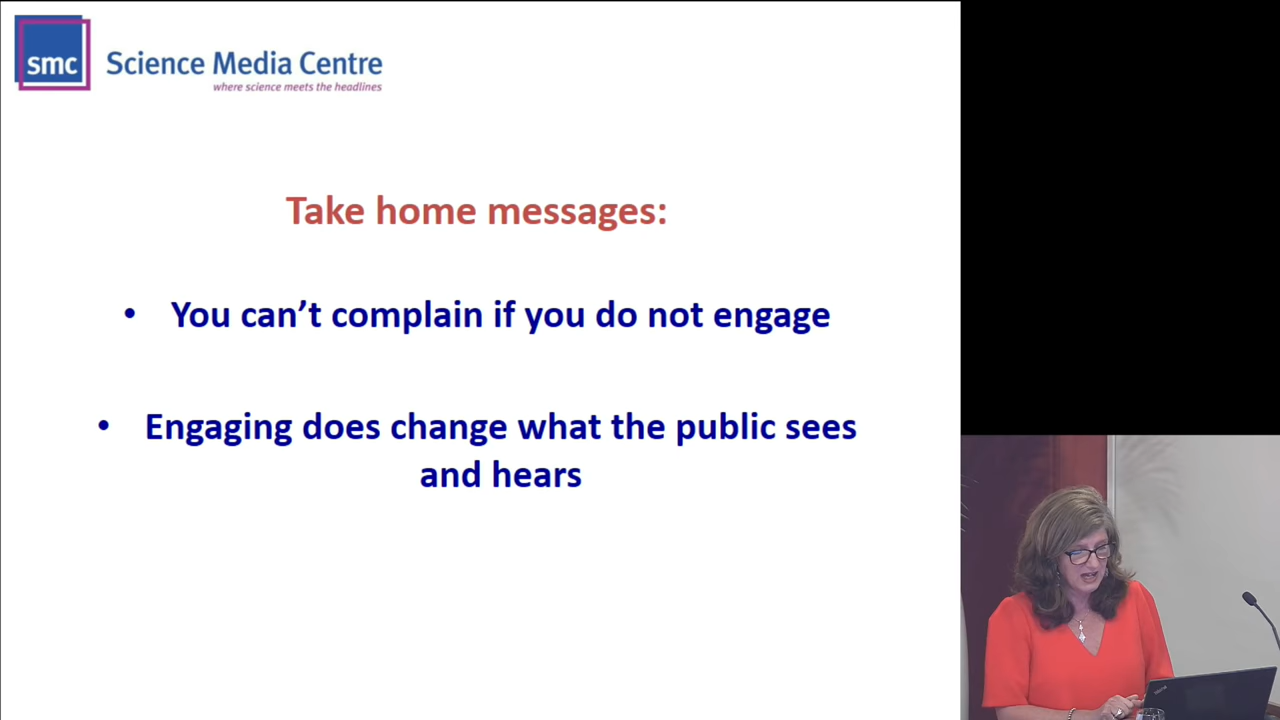 smc
Science Media Centre
where science meets the headlines
Take home messages:
• You can't complain if you do not engage
• Engaging does change what the public sees
and hears